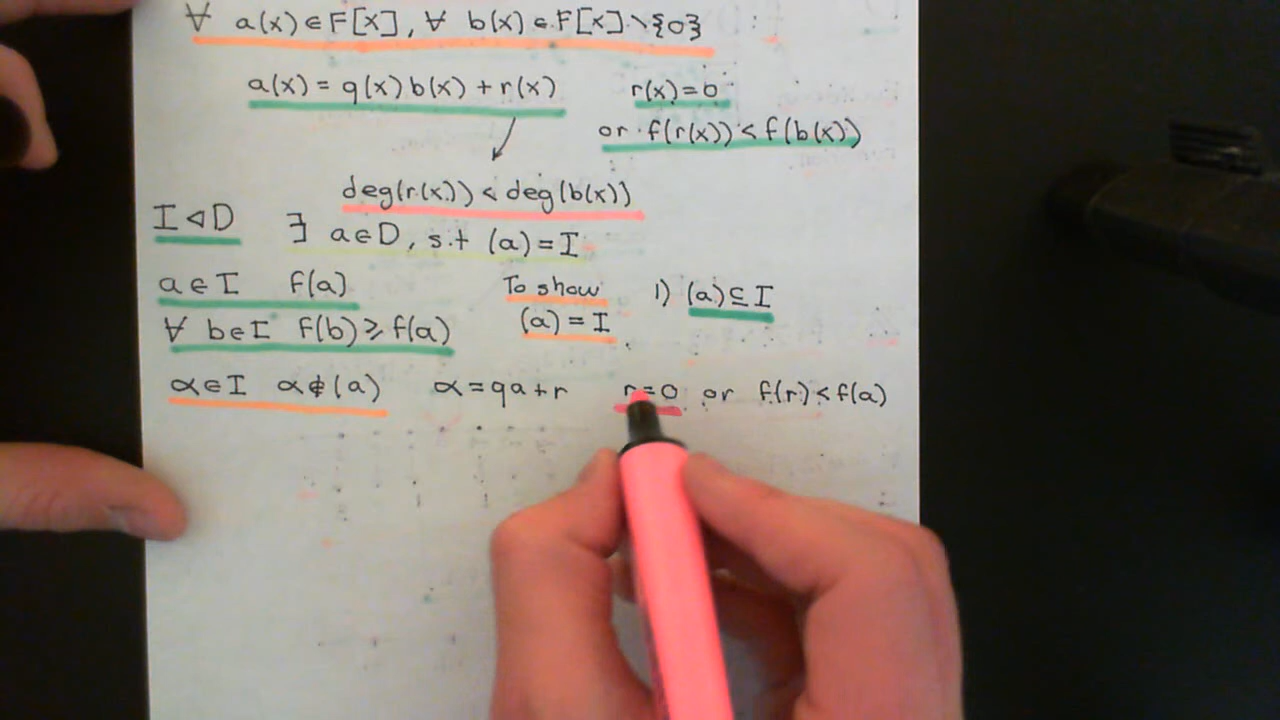 ∀ a(x)∈F[x], ∀ b(x)∈F[x]\{0}
a(x)=q(x)b(x)+r(x) r(x)=0
or f(r(x))<f(b(x))
deg(r(x))<deg(b(x))
I⊲D ∃ a∈D, s.t (a)=I
a∈I f(a) To show 1) (a)⊆I
∀ b∈I f(b)≥f(a) (a)=I
α∈I α∉(a) α=qa+r r=0 or f(r)<f(a)